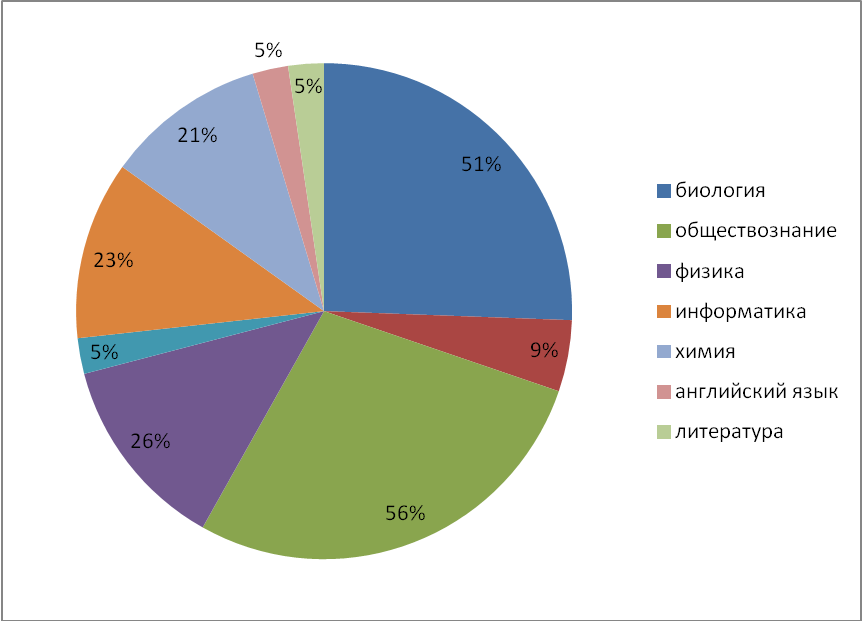 5%
5%
21%
51%
23%
5%
9%
26%
56%
биология
обществознание
физика
информатика
химия
английский язык
литература